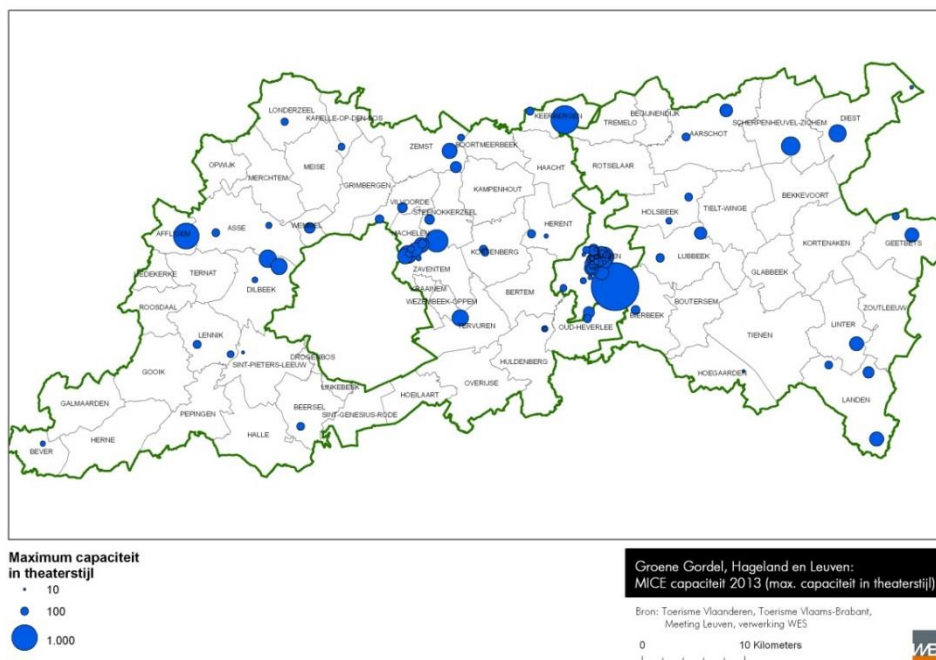 LONDERZEEL
KAPELLE-OP-DEN-BOS
KEERBERGEN
TREMELO
BEGIJNENDIJK
SCHERPENHEUVEL-ZICHEM
DIEST
AARSCHOT
ZEMST
BOORTMEERBEEK
HAACHT
ROTSELAAR
OPWIJK
MERCHTEM
MEISE
GRIMBERGEN
KAMPENHOUT
BEKKEVOORT
VILVOORDE
STEENOKKERZEEL
HOLSBEEK
TIELT-WINGE
AFFLIGEM
ASSE
WEMMEL
MACHELEN
HERENT
KORTENAKEN
GEETBETS
LIEDEKERKE
TERNAT
DILBEEK
ZAVENTEM
KORTENBERG
LEUVEN
LUBBEEK
GLABBEEK
KRAAINEM
WEZEMBEEK-OPPEM
BERTEM
ROOSDAAL
BOUTERSEM
ZOUTLEEUW
TERVUREN
OUD-HEVERLEE
BIERBEEK
LENNIK
TIENEN
LINTER
GOOIK
SINT-PIETERS-LEEUW
DROGENBOS
HULDENBERG
HOEGAARDEN
LINKEBEEK
OVERIJSE
GALMAARDEN
PEPINGEN
BEERSEL
SINT-GENESIUS-RODE
HOEILAART
LANDEN
HERNE
HALLE
BEVER
Maximum capaciteit
in theaterstijl
10
100
1.000
Groene Gordel, Hageland en Leuven:
MICE capaciteit 2013 (max. capaciteit in theaterstijl)
Bron: Toerisme Vlaanderen, Toerisme Vlaams-Brabant,
Meeting Leuven, verwerking WES
0 10 Kilometers